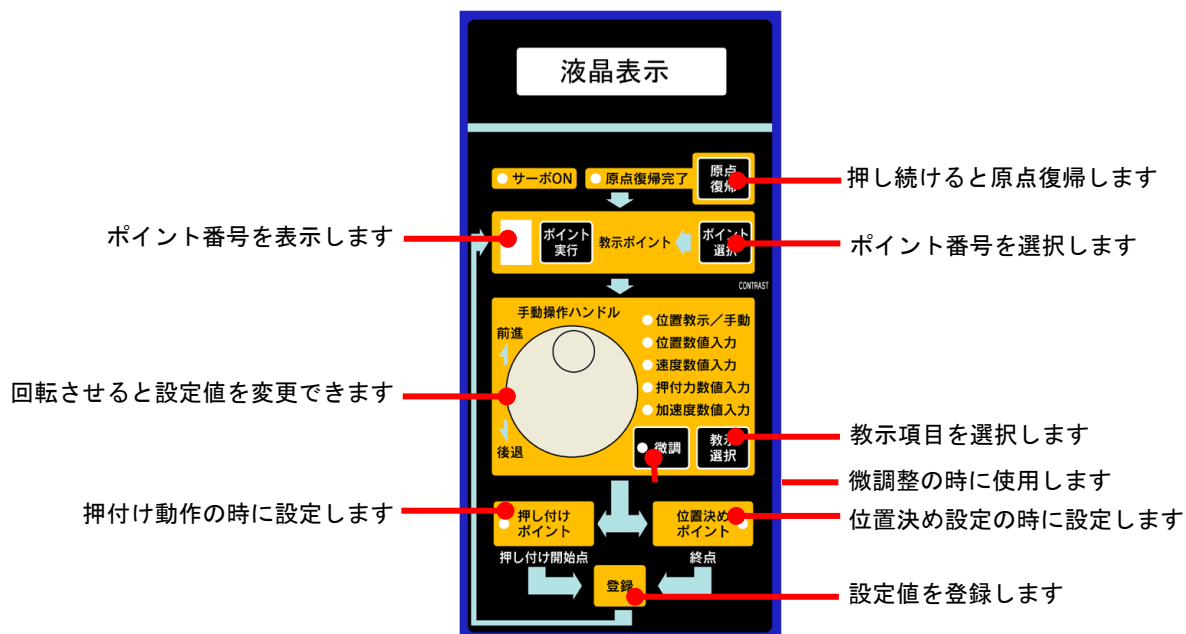 液晶表示
サーボON
原点復帰完了
原点
復帰
押し続けると原点復帰します
ポイント番号を表示します
ポイント
実行
教示ポイント
ポイント
選択
ポイント番号を選択します
CONTRAST
手動操作ハンドル
前進
後退
位置教示／手動
位置数値入力
速度数値入力
押付力数値入力
加速度数値入力
回転させると設定値を変更できます
微調
教示
選択
教示項目を選択します
微調整の時に使用します
押付け動作の時に設定します
押し付け
ポイント
位置決め
ポイント
位置決め設定の時に設定します
押し付け開始点
終点
登録
設定値を登録します